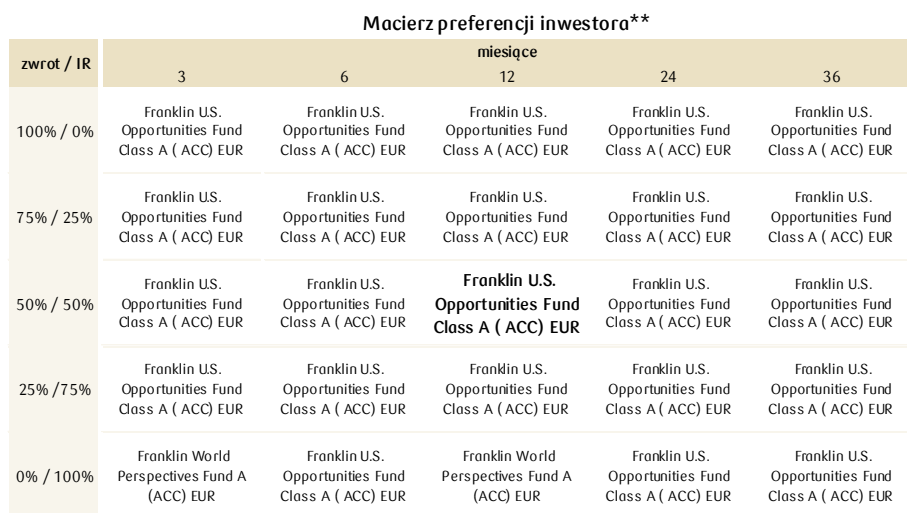 Macierz preferencji inwestora**
zwrot / IR
miesiące
3 6 12 24 36
100% / 0%
Franklin U.S. Franklin U.S. Franklin U.S. Franklin U.S. Franklin U.S.
Opportunities Fund Opportunities Fund Opportunities Fund Opportunities Fund Opportunities Fund
Class A ( ACC) EUR Class A ( ACC) EUR Class A ( ACC) EUR Class A ( ACC) EUR Class A ( ACC) EUR
75% / 25%
Franklin U.S. Franklin U.S. Franklin U.S. Franklin U.S. Franklin U.S.
Opportunities Fund Opportunities Fund Opportunities Fund Opportunities Fund Opportunities Fund
Class A ( ACC) EUR Class A ( ACC) EUR Class A ( ACC) EUR Class A ( ACC) EUR Class A ( ACC) EUR
50% / 50%
Franklin U.S. Franklin U.S. Franklin U.S. Franklin U.S. Franklin U.S.
Opportunities Fund Opportunities Fund Opportunities Fund Opportunities Fund Opportunities Fund
Class A ( ACC) EUR Class A ( ACC) EUR Class A ( ACC) EUR Class A ( ACC) EUR Class A ( ACC) EUR
25% /75%
Franklin U.S. Franklin U.S. Franklin U.S. Franklin U.S. Franklin U.S.
Opportunities Fund Opportunities Fund Opportunities Fund Opportunities Fund Opportunities Fund
Class A ( ACC) EUR Class A ( ACC) EUR Class A ( ACC) EUR Class A ( ACC) EUR Class A ( ACC) EUR
0% / 100%
Franklin World Franklin U.S. Franklin World Franklin U.S. Franklin U.S.
Perspectives Fund A Opportunities Fund Perspectives Fund A Opportunities Fund Opportunities Fund
(ACC) EUR Class A ( ACC) EUR (ACC) EUR Class A ( ACC) EUR Class A ( ACC) EUR